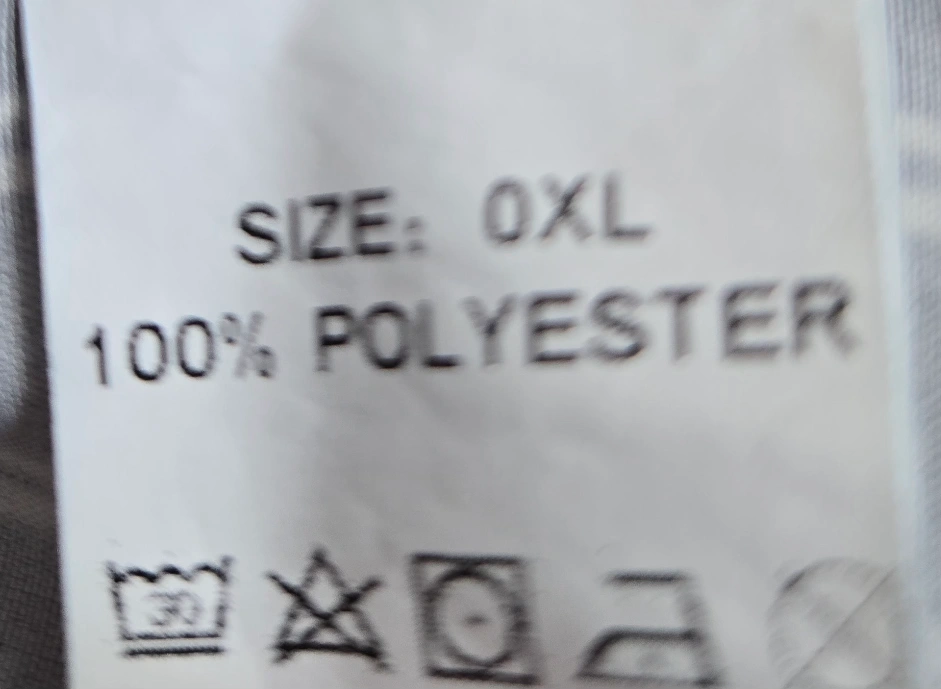 SIZE: 0XL
100% POLYESTER
30